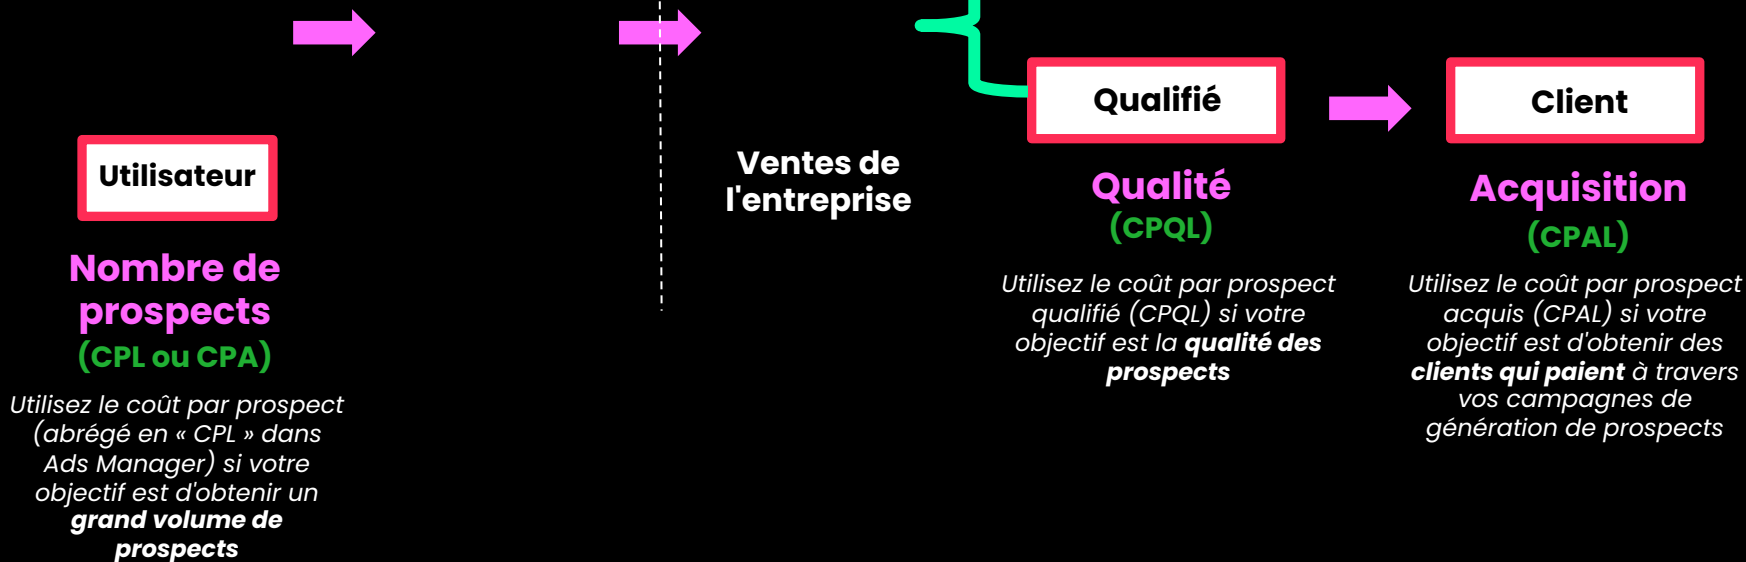 Utilisateur
Nombre de
prospects
(CPL ou CPA)
Utilisez le coût par prospect
(abrégé en « CPL » dans
Ads Manager) si votre
objectif est d'obtenir un
grand volume de
prospects
Ventes de
l'entreprise
Qualifié
Qualité
(CPQL)
Utilisez le coût par prospect
qualifié (CPQL) si votre
objectif est la qualité des
prospects
Client
Acquisition
(CPAL)
Utilisez le coût par prospect
acquis (CPAL) si votre
objectif est d'obtenir des
clients qui paient à travers
vos campagnes de
génération de prospects